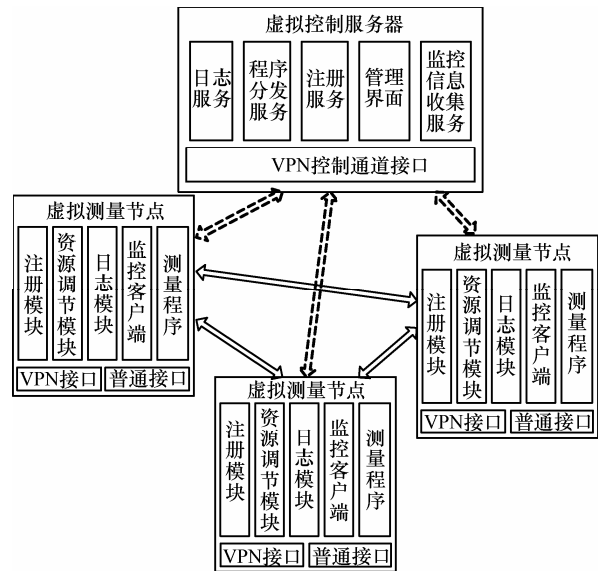 虚拟控制服务器
日志服务
程序分发服务
注册服务
管理界面
监控信息收集服务
VPN控制通道接口
虚拟测量节点
注册模块
资源调节模块
日志模块
监控客户端
测量程序
VPN接口
普通接口
虚拟测量节点
注册模块
资源调节模块
日志模块
监控客户端
测量程序
VPN接口
普通接口
虚拟测量节点
注册模块
资源调节模块
日志模块
监控客户端
测量程序
VPN接口
普通接口